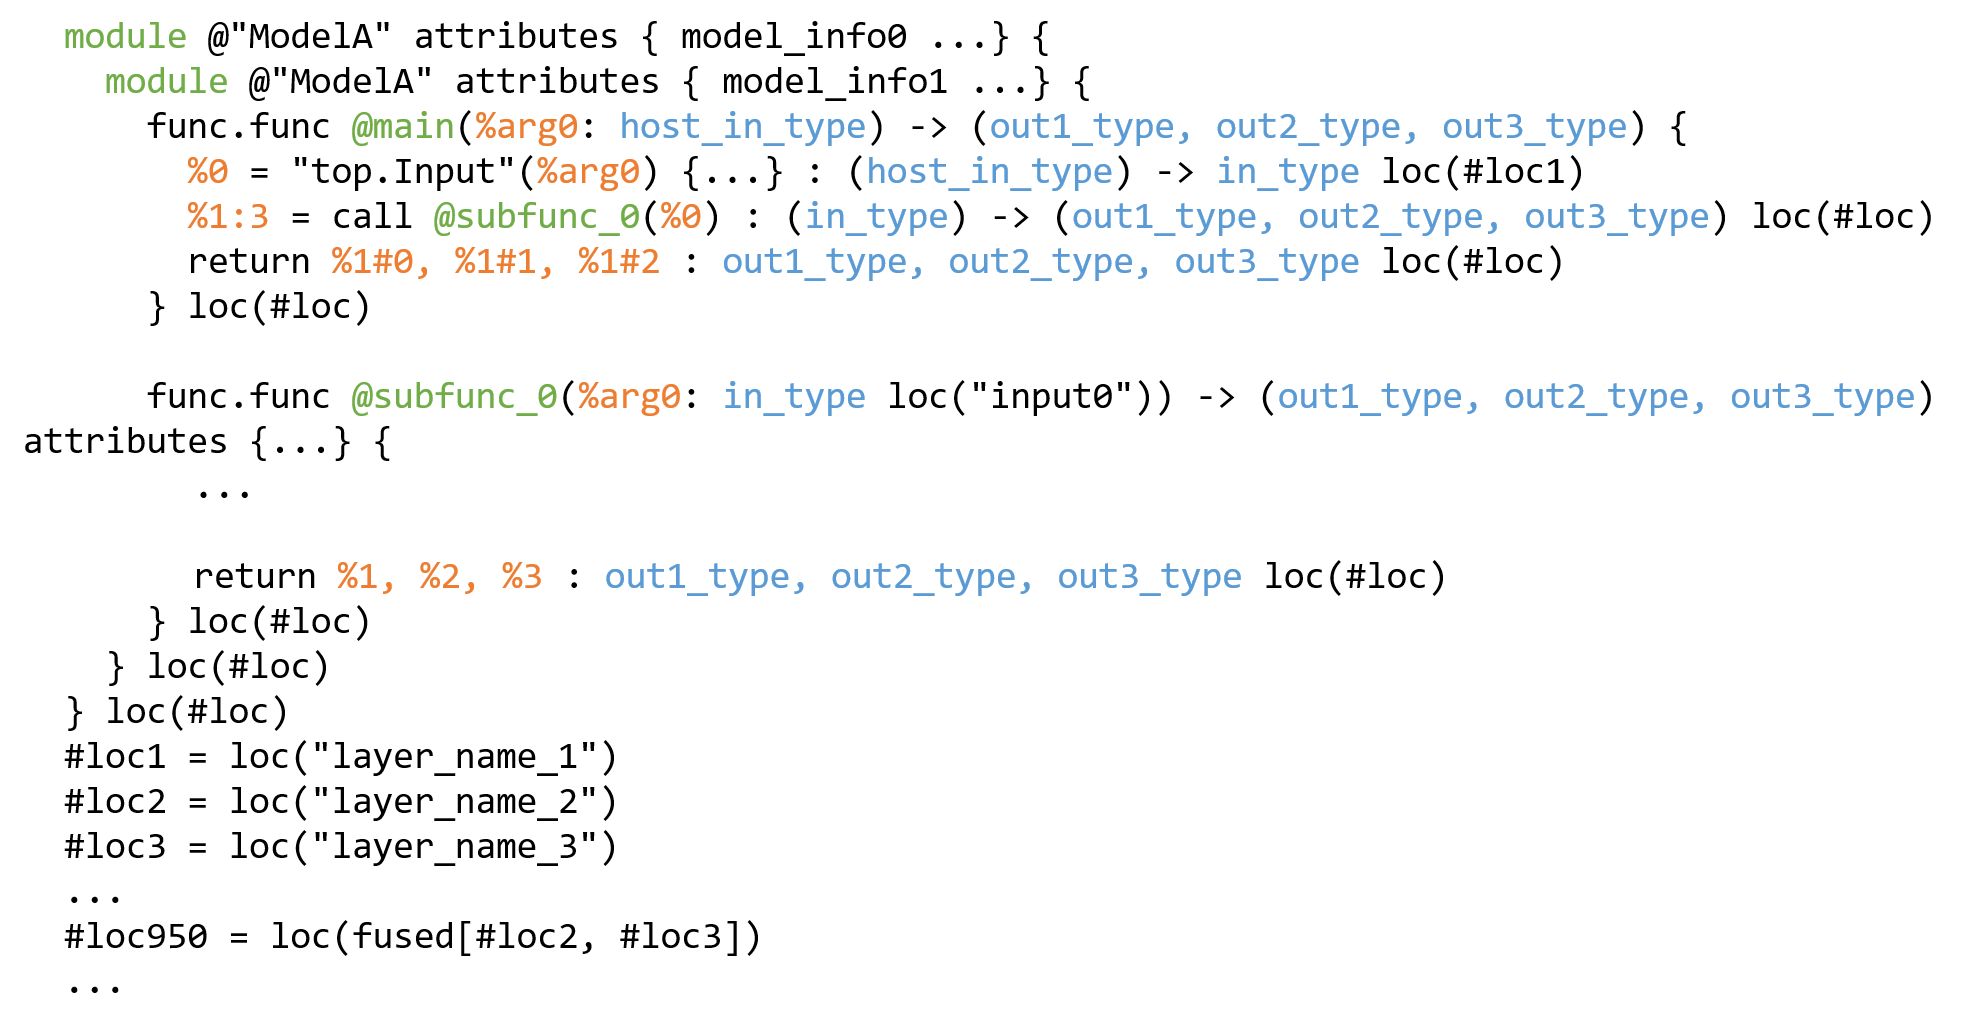 module @"ModelA" attributes { model_info0 ...} {
module @"ModelA" attributes { model_info1 ...} {
func.func @main(%arg0: host_in_type) -> (out1_type, out2_type, out3_type) {
%0 = "top.Input"(%arg0) {...} : (host_in_type) -> in_type loc(#loc1)
%1:3 = call @subfunc_0(%0) : (in_type) -> (out1_type, out2_type, out3_type) loc(#loc)
return %1#0, %1#1, %1#2 : out1_type, out2_type, out3_type loc(#loc)
} loc(#loc)
func.func @subfunc_0(%arg0: in_type loc("input0")) -> (out1_type, out2_type, out3_type)
attributes {...} {
...
return %1, %2, %3 : out1_type, out2_type, out3_type loc(#loc)
} loc(#loc)
} loc(#loc)
} loc(#loc)
#loc1 = loc("layer_name_1")
#loc2 = loc("layer_name_2")
#loc3 = loc("layer_name_3")
...
#loc950 = loc(fused[#loc2, #loc3])
...